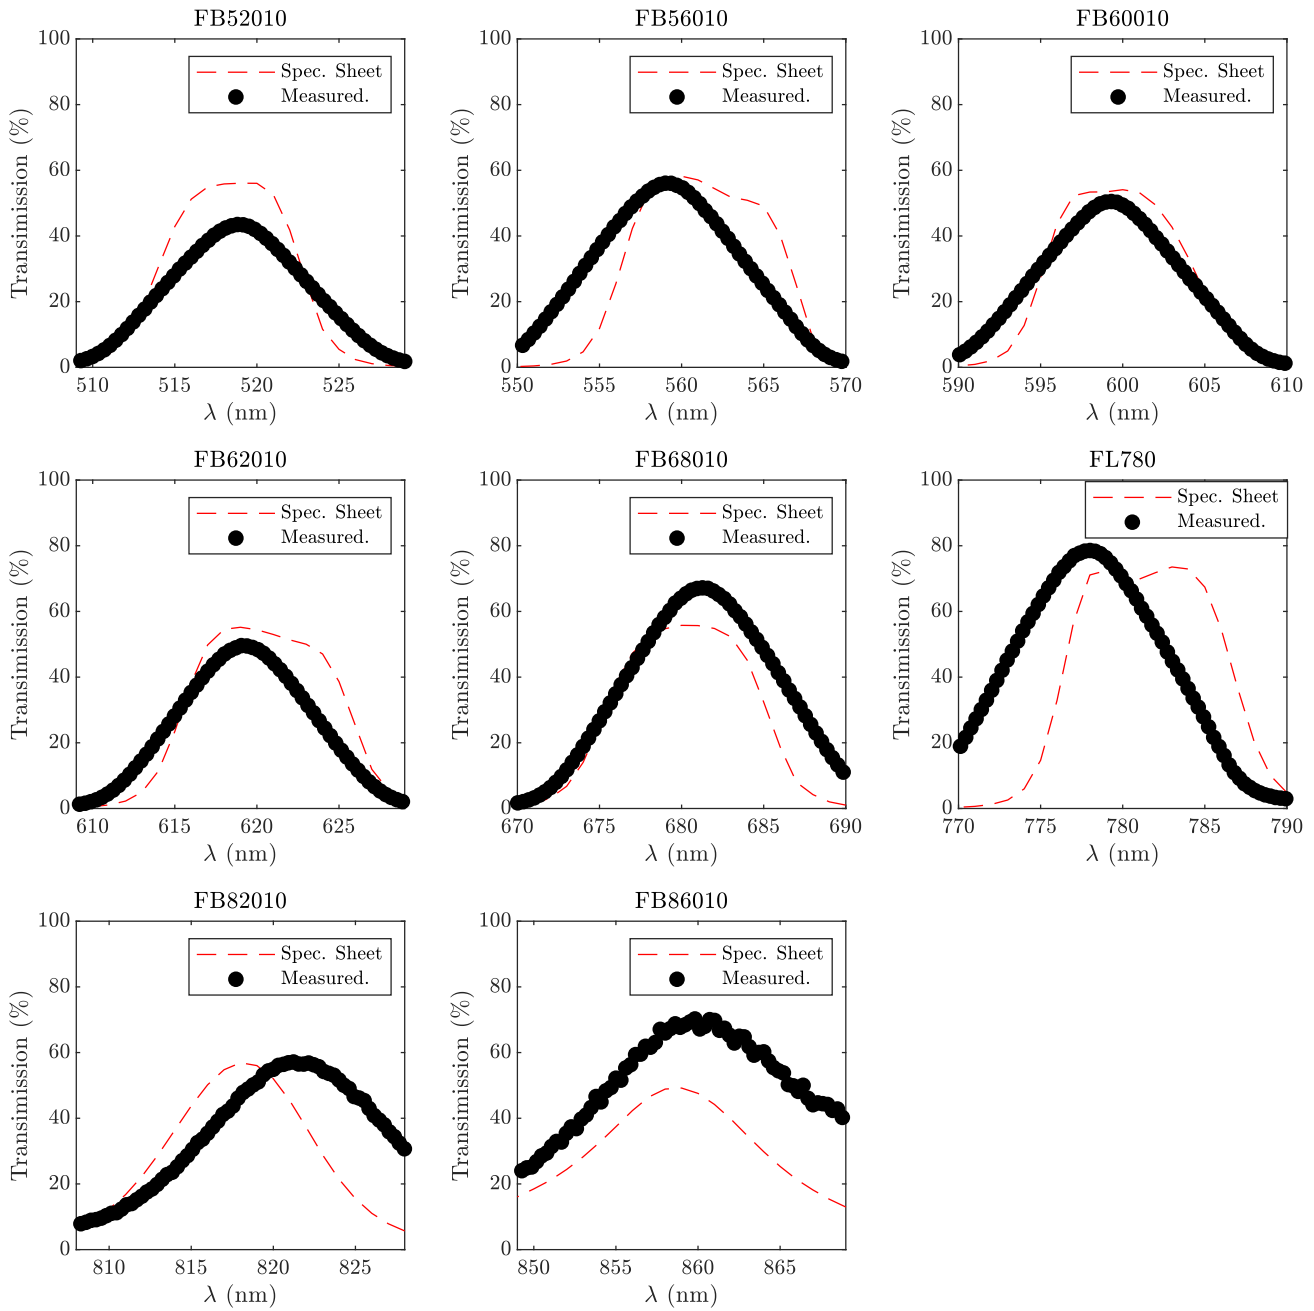 FB52010
100
80
60
40
20
0
Transimission (%)
Spec. Sheet
Measured.
510 515 520 525
λ (nm)
FB56010
100
80
60
40
20
0
Transimission (%)
Spec. Sheet
Measured.
550 555 560 565 570
λ (nm)
FB60010
100
80
60
40
20
0
Transimission (%)
Spec. Sheet
Measured.
590 595 600 605 610
λ (nm)
FB62010
100
80
60
40
20
0
Transimission (%)
Spec. Sheet
Measured.
610 615 620 625
λ (nm)
FB68010
100
80
60
40
20
0
Transimission (%)
Spec. Sheet
Measured.
670 675 680 685 690
λ (nm)
FL780
100
80
60
40
20
0
Transimission (%)
Spec. Sheet
Measured.
770 775 780 785 790
λ (nm)
FB82010
100
80
60
40
20
0
Transimission (%)
Spec. Sheet
Measured.
810 815 820 825
λ (nm)
FB86010
100
80
60
40
20
0
Transimission (%)
Spec. Sheet
Measured.
850 855 860 865
λ (nm)